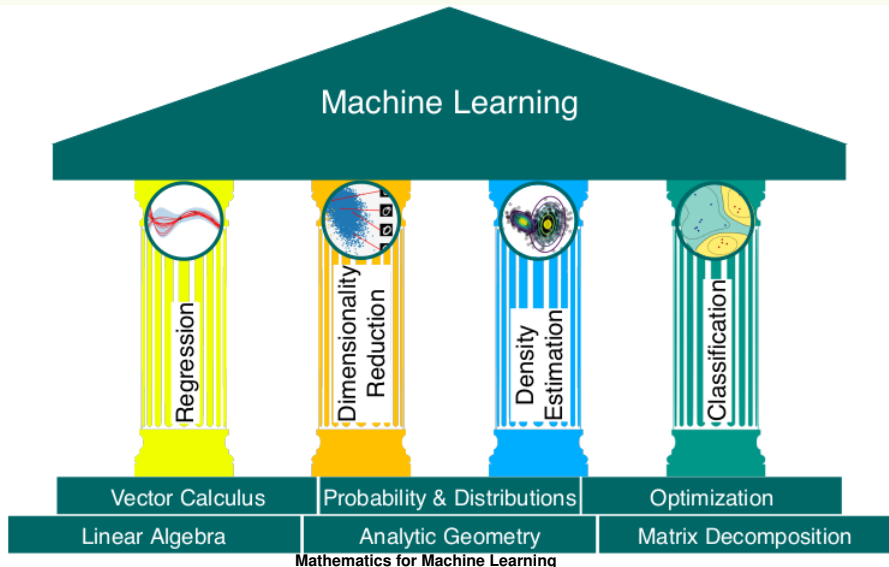 Machine Learning
Regression
Dimensionality
Reduction
Density
Estimation
Classification
Vector Calculus
Probability & Distributions
Optimization
Linear Algebra
Analytic Geometry
Matrix Decomposition
Mathematics for Machine Learning